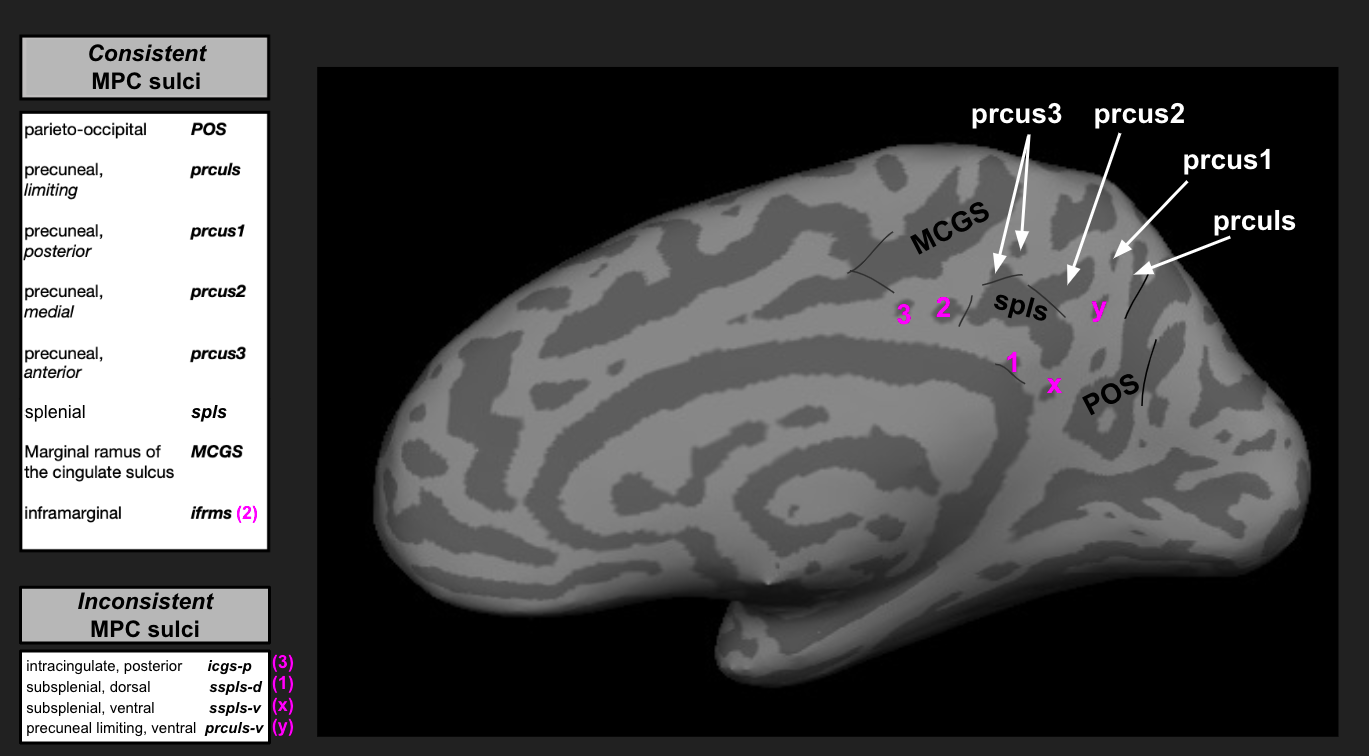 Consistent
MPC sulci
parieto-occipital POS
precuneal, prculs
limiting
precuneal, prcus1
posterior
precuneal, prcus2
medial
precuneal, prcus3
anterior
splenial spls
Marginal ramus of MCGS
the cingulate sulcus
inframarginal ifrms (2)
Inconsistent
MPC sulci
intracingulate, posterior icgs-p (3)
subsplenial, dorsal sspls-d (1)
subsplenial, ventral sspls-v (x)
precuneal limiting, ventral prculs-v (y)
prcus3 prcus2
prcus1
prculs
MCGS
3 2 spls y
1
x
POS